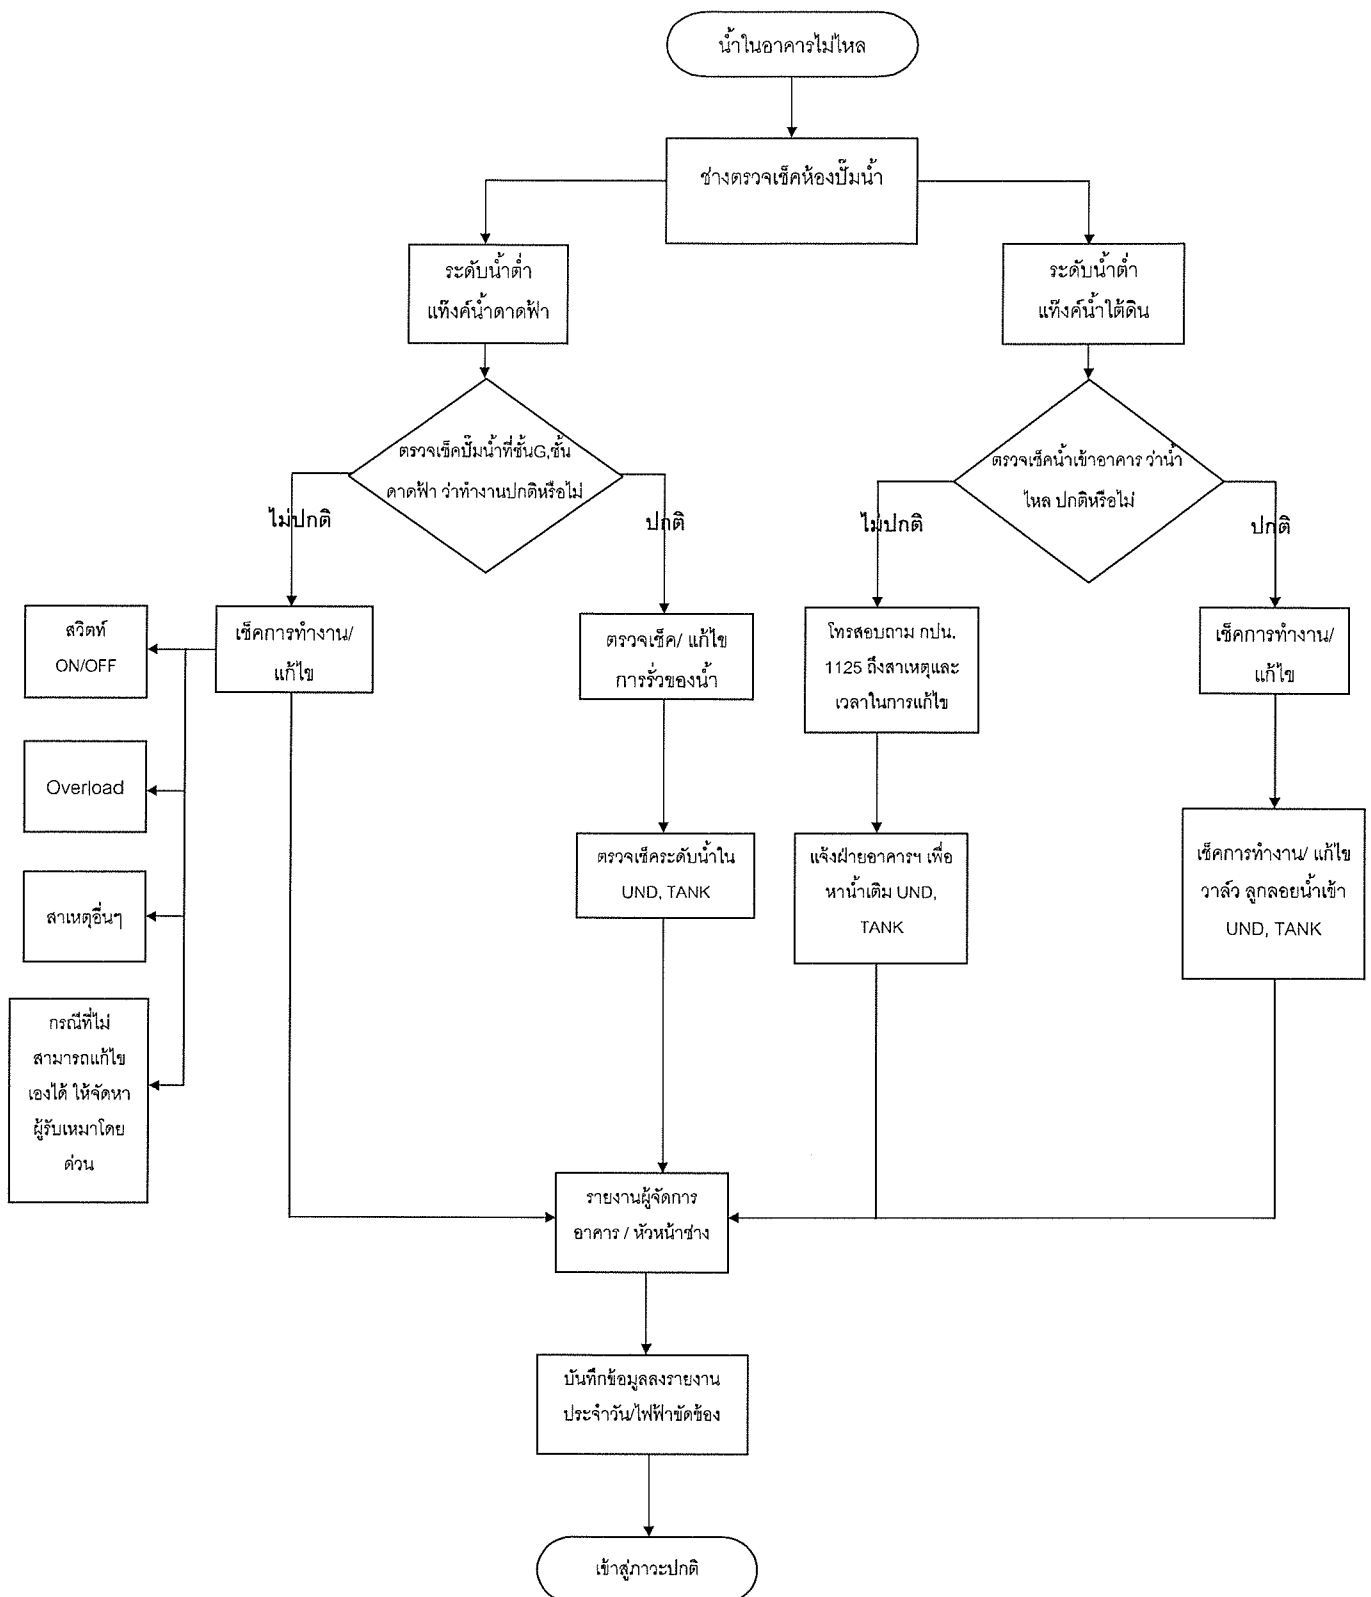 น้ำในอาคารไม่ไหล
ช่างตรวจเช็คห้องปั๊มน้ำ
ระดับน้ำต่ำ
แท๊งค์น้ำดาดฟ้า
ระดับน้ำต่ำ
แท๊งค์น้ำใต้ดิน
ตรวจเช็คปั๊มน้ำที่ชั้นG,ชั้น
ดาดฟ้า ว่าทำงานปกติหรือไม่
ตรวจเช็คน้ำเข้าอาคาร ว่าน้ำ
ไหล ปกติหรือไม่
ไม่ปกติ
ปกติ
ไม่ปกติ
ปกติ
สวิตท์
ON/OFF
เช็คการทำงาน/
แก้ไข
ตรวจเช็ค/ แก้ไข
การรั่วของน้ำ
โทรสอบถาม กปน.
1125 ถึงสาเหตุและ
เวลาในการแก้ไข
เช็คการทำงาน/
แก้ไข
Overload
สาเหตุอื่นๆ
กรณีที่ไม่
สามารถแก้ไข
เองได้ ให้จัดหา
ผู้รับเหมาโดย
ด่วน
ตรวจเช็คระดับน้ำใน
UND, TANK
แจ้งฝ่ายอาคารฯ เพื่อ
หาน้ำเติม UND,
TANK
เช็คการทำงาน/ แก้ไข
วาล์ว ลูกลอยน้ำเข้า
UND, TANK
รายงานผู้จัดการ
อาคาร / หัวหน้าช่าง
บันทึกข้อมูลลงรายงาน
ประจำวัน/ไฟฟ้าขัดข้อง
เข้าสู่ภาวะปกติ